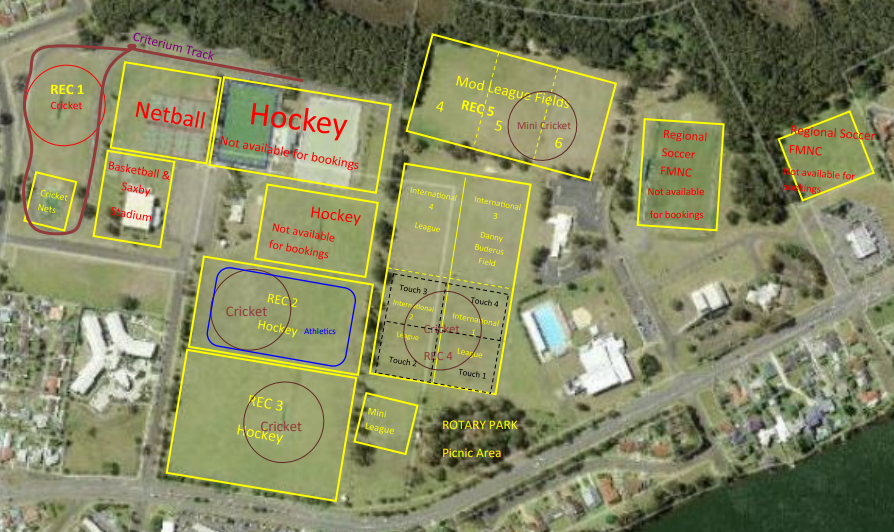 Criterium Track
REC 1
Cricket
Netball
Hockey
Not available for bookings
Mod League Fields
4
REC 5
5
6
Mini Cricket
Regional
Soccer
FMNC
Not available
for bookings
Regional Soccer
FMNC
Not available for
bookings
Basketball &
Saxby
Stadium
Cricket
Nets
Hockey
Not available
for bookings
International
4
League
International
3
Danny
Buderus
Field
REC 2
Cricket
Hockey
Athletics
Touch 3
Touch 4
International
2
League
International
1
League
Cricket
REC 4
Touch 2
Touch 1
REC 3
Cricket
Hockey
Mini
League
ROTARY PARK
Picnic Area